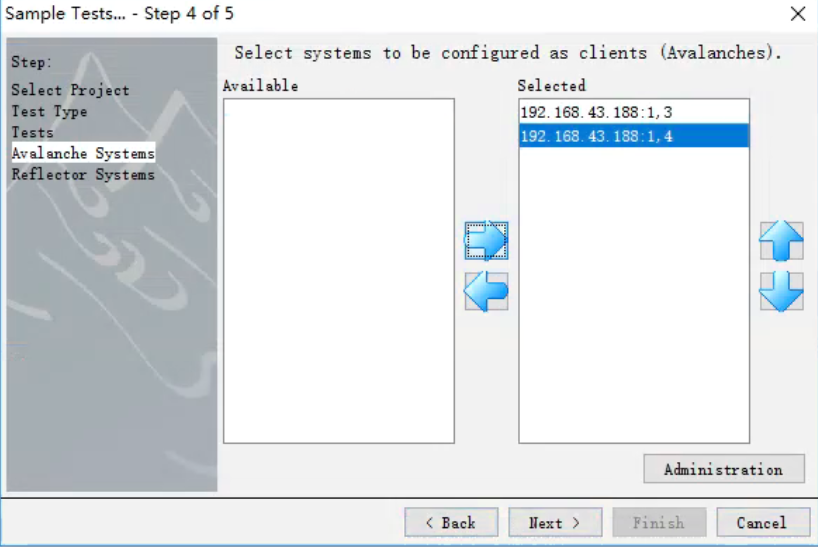 Sample Tests... - Step 4 of 5
Step:
Select Project
Test Type
Tests
Avalanche Systems
Reflector Systems
Select systems to be configured as clients (Avalanches).
Available
Selected
192.168.43.188:1,3
192.168.43.188:1,4
Administration
< Back
Next >
Finish
Cancel